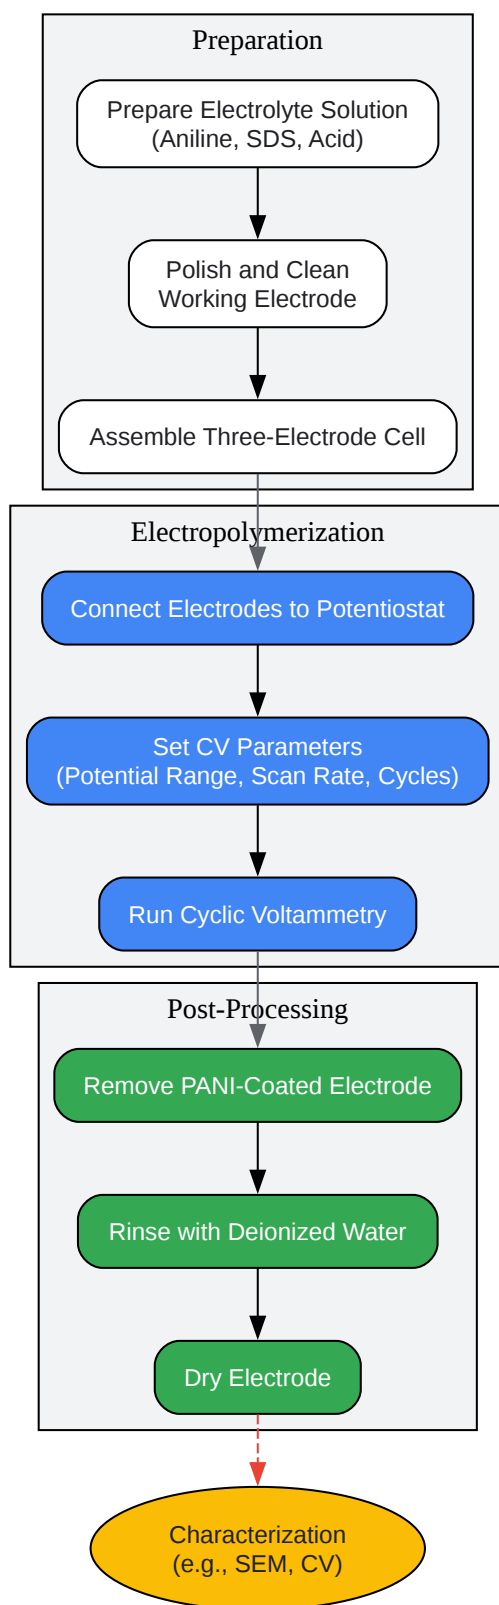 Preparation
Prepare Electrolyte Solution
(Aniline, SDS, Acid)
Polish and Clean
Working Electrode
Assemble Three-Electrode Cell
Electropolymerization
Connect Electrodes to Potentiostat
Set CV Parameters
(Potential Range, Scan Rate, Cycles)
Run Cyclic Voltammetry
Post-Processing
Remove PANI-Coated Electrode
Rinse with Deionized Water
Dry Electrode
Characterization
(e.g., SEM, CV)